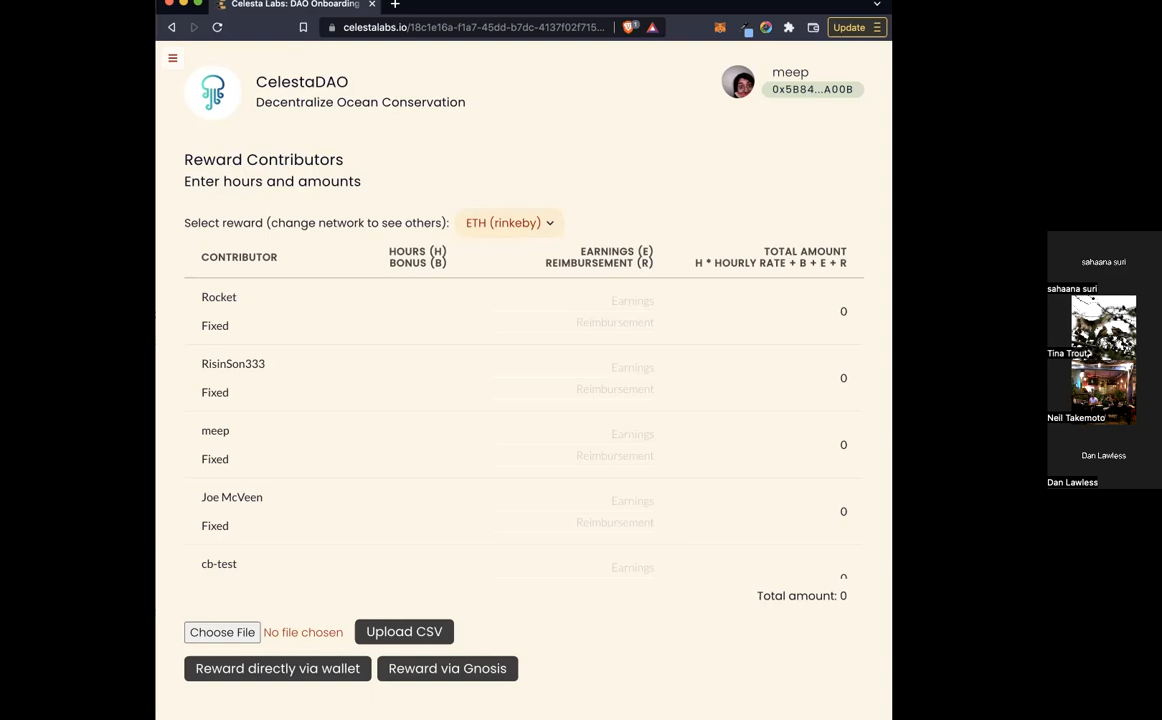 Celesta Labs: DAO Onboarding
celestalabs.io/18c1e16a-f1a7-45dd-b7dc-4137f02f715...
1
Update
CelestaDAO
Decentralize Ocean Conservation
meep
0x5B84...A00B
Reward Contributors
Enter hours and amounts
Select reward (change network to see others): ETH (rinkeby)
CONTRIBUTOR
HOURS (H)
BONUS (B)
EARNINGS (E)
REIMBURSEMENT (R)
TOTAL AMOUNT
H * HOURLY RATE + B + E + R
Rocket
Fixed
Earnings
Reimbursement
0
RisinSon333
Fixed
Earnings
Reimbursement
0
meep
Fixed
Earnings
Reimbursement
0
Joe McVeen
Fixed
Earnings
Reimbursement
0
cb-test
Earnings
0
Total amount: 0
Choose File No file chosen Upload CSV
Reward directly via wallet Reward via Gnosis
sahaana suri
sahaana suri
Tina Trout
Neil Takemoto
Dan Lawless
Dan Lawless